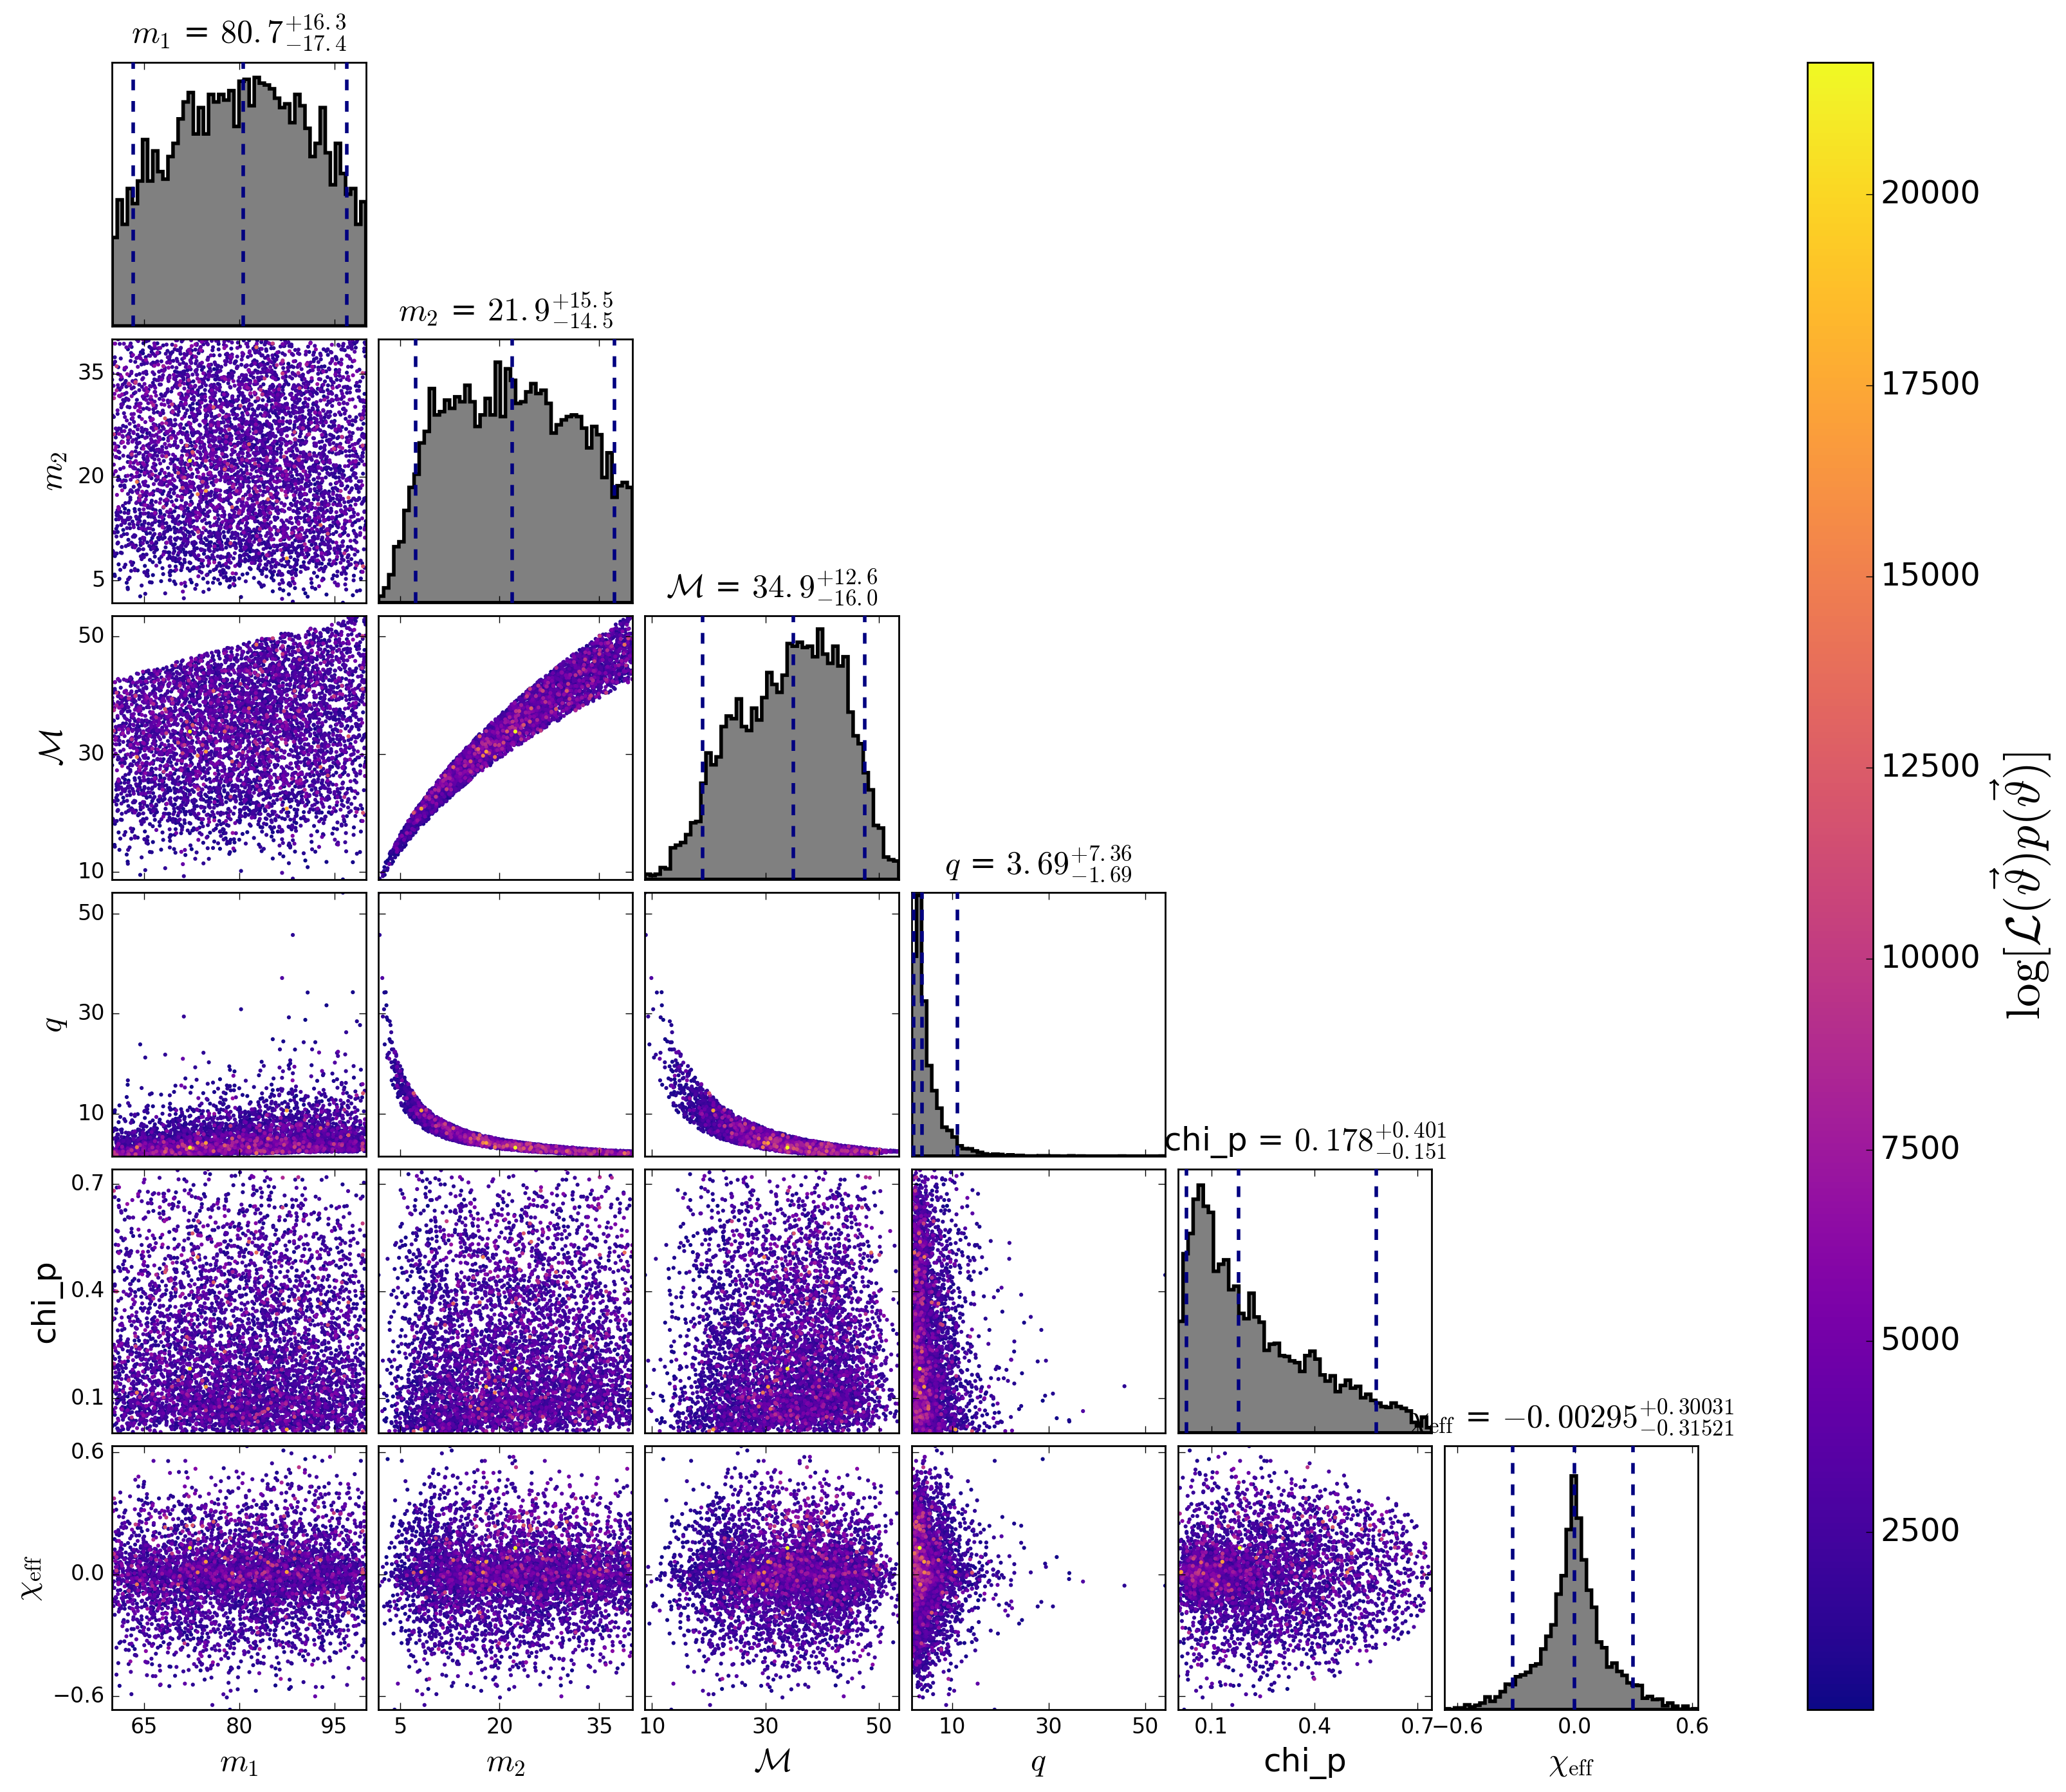 m₁ = 80.7 +16.3 −17.4
m₂ = 21.9 +15.5 −14.5
ℳ = 34.9 +12.6 −16.0
q = 3.69 +7.36 −1.69
chi_p = 0.178 +0.401 −0.151
χeff = −0.00295 +0.30031 −0.31521
m₂
35
20
5
ℳ
50
30
10
q
50
30
10
chi_p
0.7
0.4
0.1
χeff
0.6
0.0
−0.6
65 80 95
5 20 35
10 30 50
10 30 50
0.1 0.4 0.7
−0.6 0.0 0.6
m₁ m₂ ℳ q chi_p χeff
20000
17500
15000
12500
10000
7500
5000
2500
log[ℒ(ϑ⃗)p(ϑ⃗)]